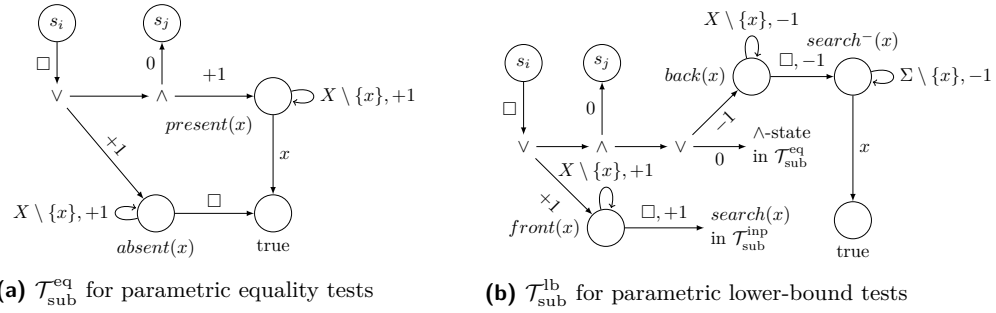 s_i
s_j
□
0
+1
∨
∧
X \ {x}, +1
present(x)
+1
x
X \ {x}, +1
□
absent(x)
true
(a) 𝒯_sub^eq for parametric equality tests
X \ {x}, −1
search⁻(x)
s_i
s_j
back(x)
□, −1
Σ \ {x}, −1
□
0
−1
∨
∧
∨
0
∧-state
in 𝒯_sub^eq
x
X \ {x}, +1
+1
front(x)
□, +1
search(x)
in 𝒯_sub^inp
true
(b) 𝒯_sub^lb for parametric lower-bound tests